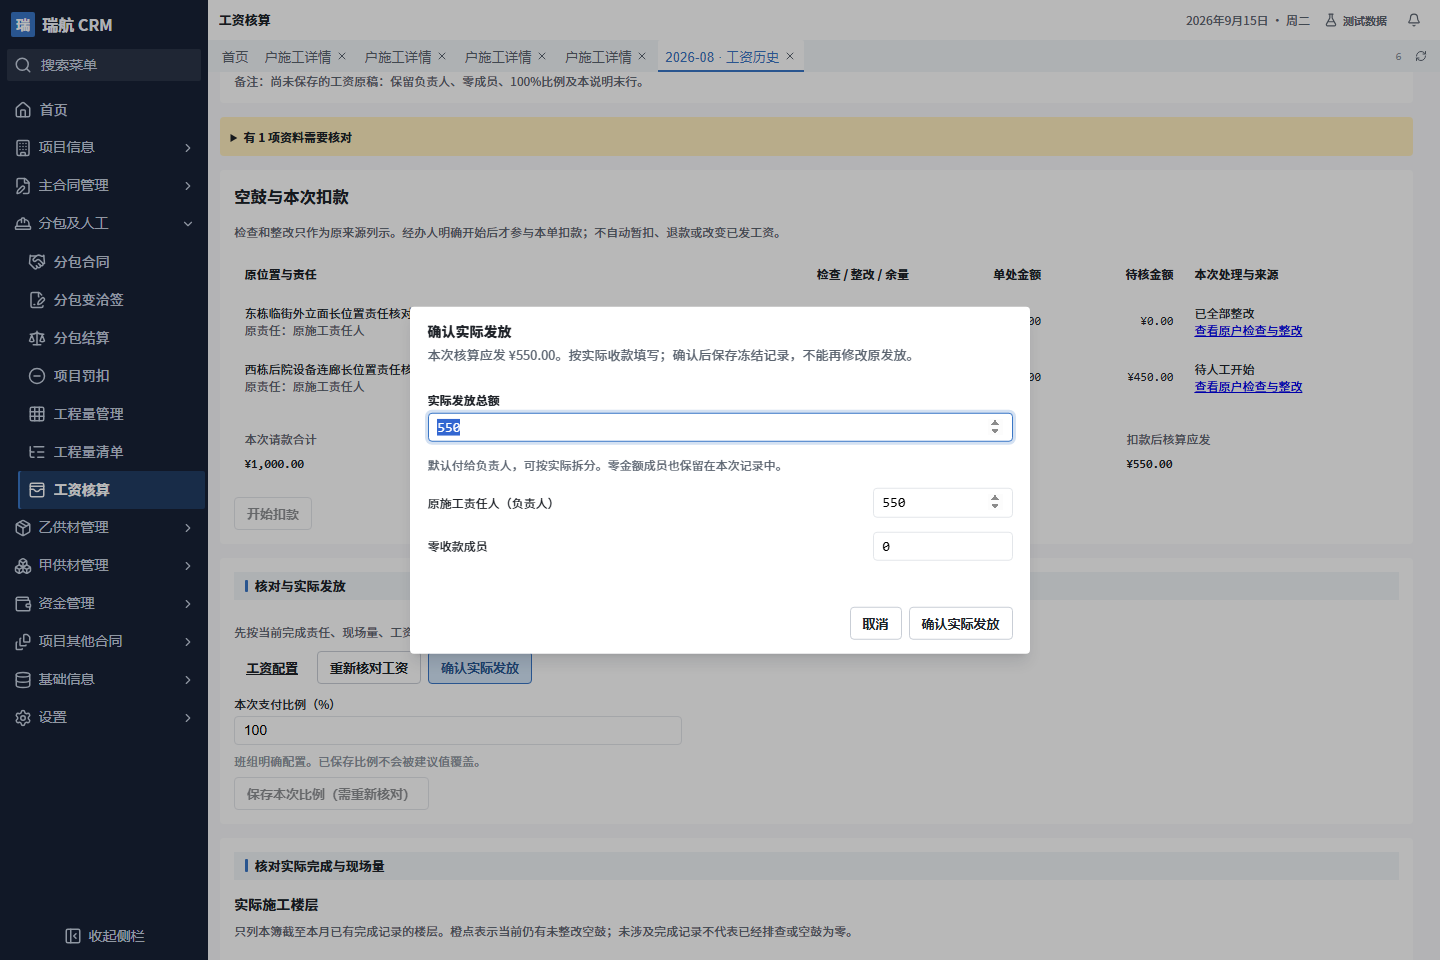 瑞 瑞航 CRM
搜索菜单
首页
项目信息
主合同管理
分包及人工
分包合同
分包变洽签
分包结算
项目罚扣
工程量管理
工程量清单
工资核算
乙供材管理
甲供材管理
资金管理
项目其他合同
基础信息
设置
收起侧栏
工资核算
2026年9月15日 · 周二 测试数据
首页 户施工详情 户施工详情 户施工详情 户施工详情 2026-08 · 工资历史 6
备注：尚未保存的工资原稿：保留负责人、零成员、100%比例及本说明未行。
有 1 项资料需要核对
空鼓与本次扣款
检查和整改只作为原来源列示。经办人明确开始后才参与本单扣款；不自动暂扣、退款或改变已发工资。
原位置与责任 检查 / 整改 / 余量 单处金额 待核金额 本次处理与来源
东栋临街外立面长位置责任核对 00 ¥0.00 已全部整改
原责任：原施工责任人 查看原户检查与整改
西栋后院设备连廊长位置责任核 00 ¥450.00 待人工开始
原责任：原施工责任人 查看原户检查与整改
本次请款合计 扣款后核算应发
¥1,000.00 ¥550.00
开始扣款
确认实际发放
本次核算应发 ¥550.00。按实际收款填写；确认后保存冻结记录，不能再修改原发放。
实际发放总额
550
默认付给负责人，可按实际拆分。零金额成员也保留在本次记录中。
原施工责任人（负责人） 550
零收款成员 0
取消 确认实际发放
核对与实际发放
先按当前完成责任、现场量、工资
工资配置 重新核对工资 确认实际发放
本次支付比例（%）
100
班组明确配置。已保存比例不会被建议值覆盖。
保存本次比例（需重新核对）
核对实际完成与现场量
实际施工楼层
只列本簿截至本月已有完成记录的楼层。橙点表示当前仍有未整改空鼓；未涉及完成记录不代表已经排查或空鼓为零。